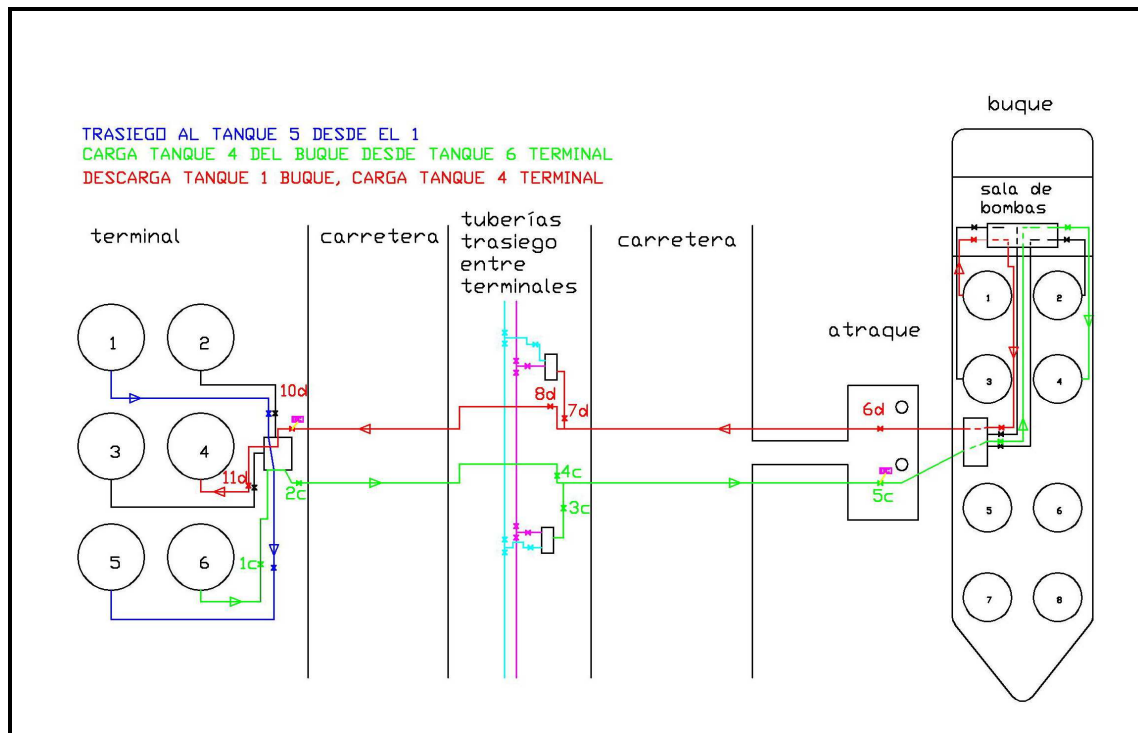 buque
TRASIEGO AL TANQUE 5 DESDE EL 1
CARGA TANQUE 4 DEL BUQUE DESDE TANQUE 6 TERMINAL
DESCARGA TANQUE 1 BUQUE, CARGA TANQUE 4 TERMINAL
sala de
bombas
terminal
carretera
tuberías
trasiego
entre
terminales
carretera
atraque
1
2
3
4
5
6
10d
11d
1c
2c
8d
7d
4c
3c
6d
5c
1
2
3
4
5
6
7
8